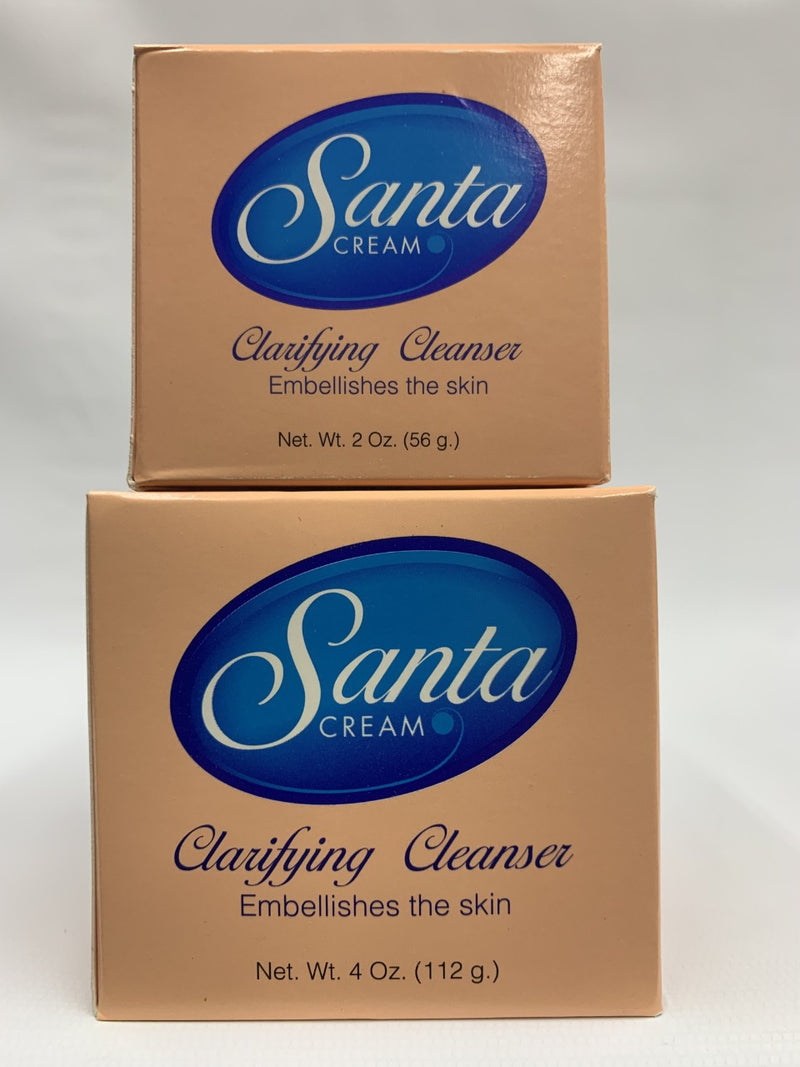 Santa
CREAM
Clarifying Cleanser
Embellishes the skin
Net. Wt. 2 Oz. (56 g.)
Santa
CREAM
Clarifying Cleanser
Embellishes the skin
Net. Wt. 4 Oz. (112 g.)